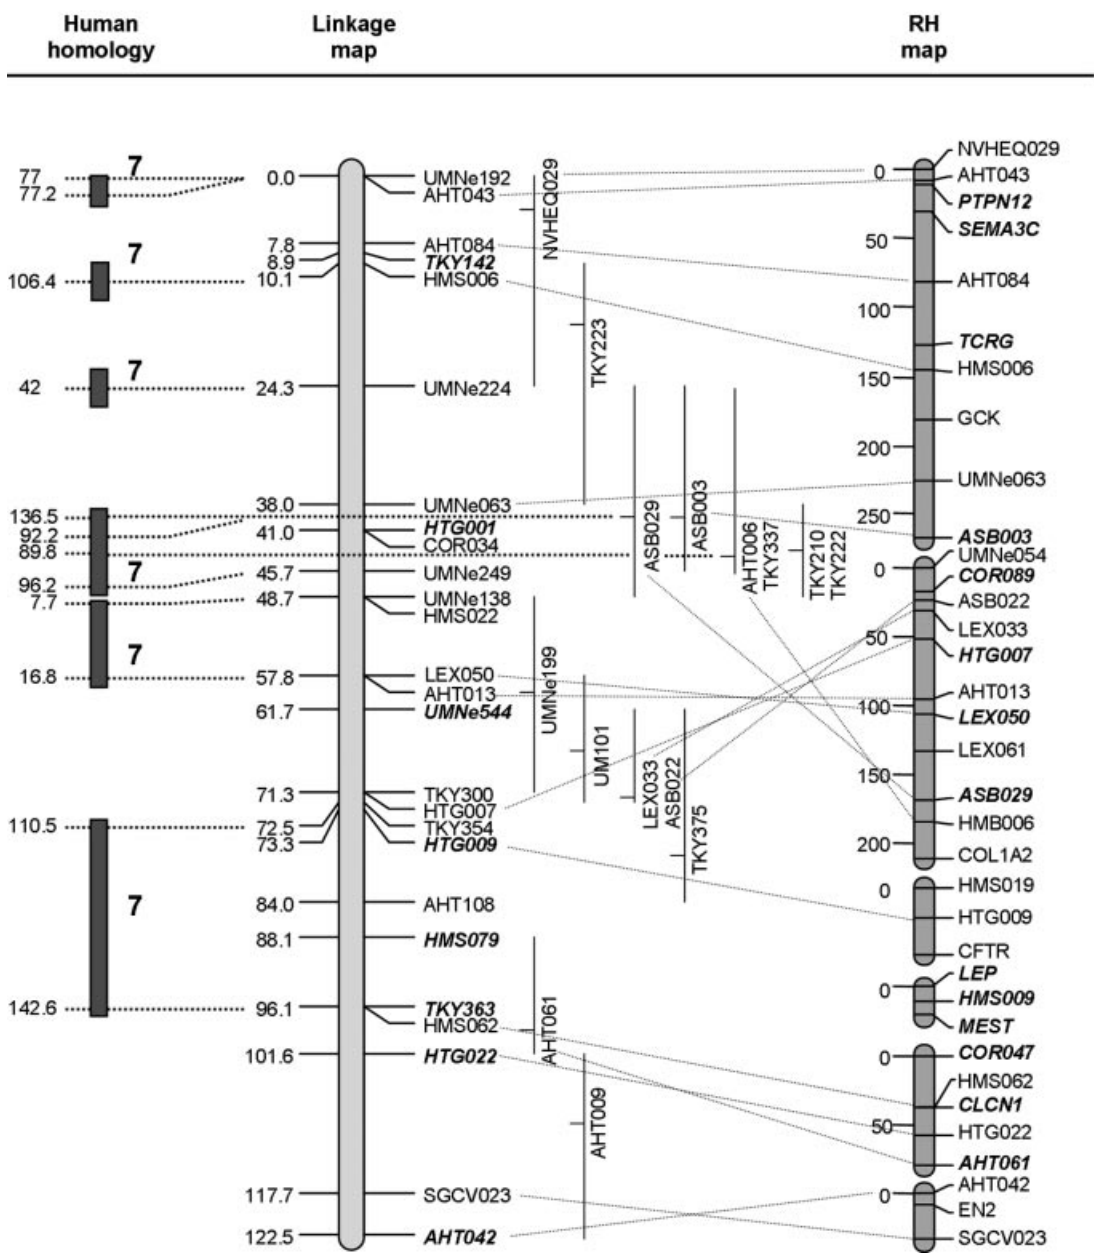 Human homology
Linkage map
RH map
77
77.2
106.4
42
136.5
92.2
89.8
96.2
7.7
16.8
110.5
142.6
7
7
7
7
7
7
0.0
7.8
8.9
10.1
24.3
38.0
41.0
45.7
48.7
57.8
61.7
71.3
72.5
73.3
84.0
88.1
96.1
101.6
117.7
122.5
UMNe192
AHT043
AHT084
TKY142
HMS006
UMNe224
UMNe063
HTG001
COR034
UMNe249
UMNe138
HMS022
LEX050
AHT013
UMNe544
TKY300
HTG007
TKY354
HTG009
AHT108
HMS079
TKY363
HMS062
HTG022
SGCV023
AHT042
NVHEQ029
TKY223
ASB029
ASB003
AHT006
TKY337
TKY210
TKY222
UMNe199
UM101
LEX033
ASB022
TKY375
AHT061
AHT009
0
50
100
150
200
250
NVHEQ029
AHT043
PTPN12
SEMA3C
AHT084
TCRG
HMS006
GCK
UMNe063
ASB003
0
50
100
150
200
UMNe054
COR089
ASB022
LEX033
HTG007
AHT013
LEX050
LEX061
ASB029
HMB006
COL1A2
0
HMS019
HTG009
CFTR
0
LEP
HMS009
MEST
0
50
COR047
HMS062
CLCN1
HTG022
AHT061
0
AHT042
EN2
SGCV023